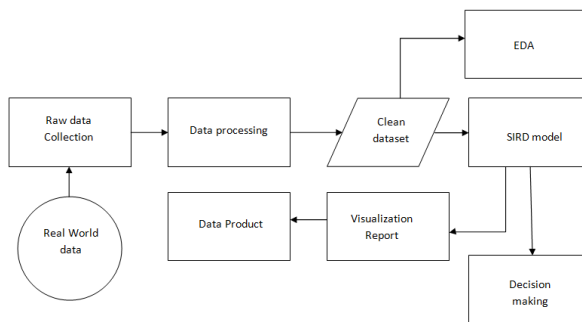 EDA
Raw data
Collection
Data processing
Clean
dataset
SIRD model
Real World
data
Data Product
Visualization
Report
Decision
making